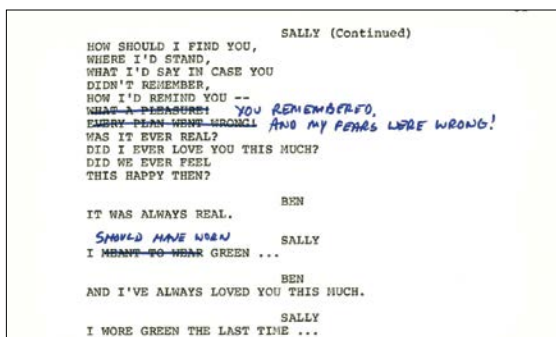 SALLY (Continued)
HOW SHOULD I FIND YOU,
WHERE I'D STAND,
WHAT I'D SAY IN CASE YOU
DIDN'T REMEMBER,
HOW I'D REMIND YOU --
WHAT A PLEASURE! YOU REMEMBERED,
EVERY PLAN WENT WRONG! AND MY FEARS WERE WRONG!
WAS IT EVER REAL?
DID I EVER LOVE YOU THIS MUCH?
DID WE EVER FEEL
THIS HAPPY THEN?
BEN
IT WAS ALWAYS REAL.
SHOULD HAVE WORN
SALLY
I MEANT TO WEAR GREEN ...
BEN
AND I'VE ALWAYS LOVED YOU THIS MUCH.
SALLY
I WORE GREEN THE LAST TIME ...